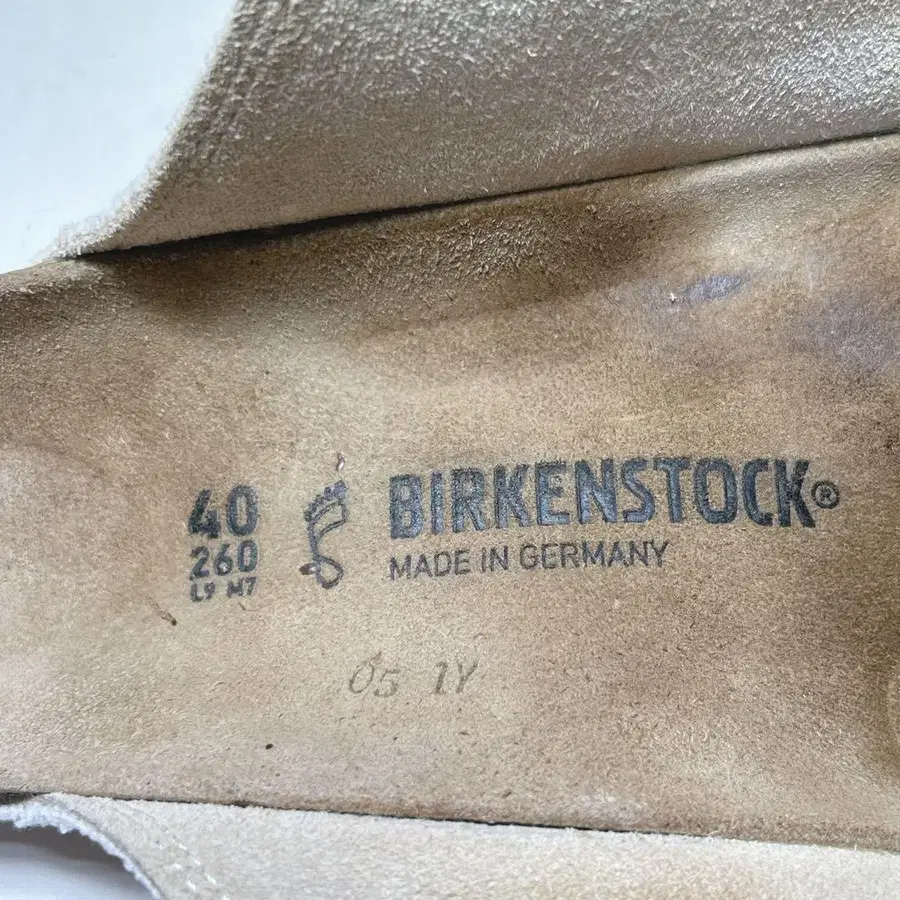 40
260
L9 M7
BIRKENSTOCK®
MADE IN GERMANY
05 1Y